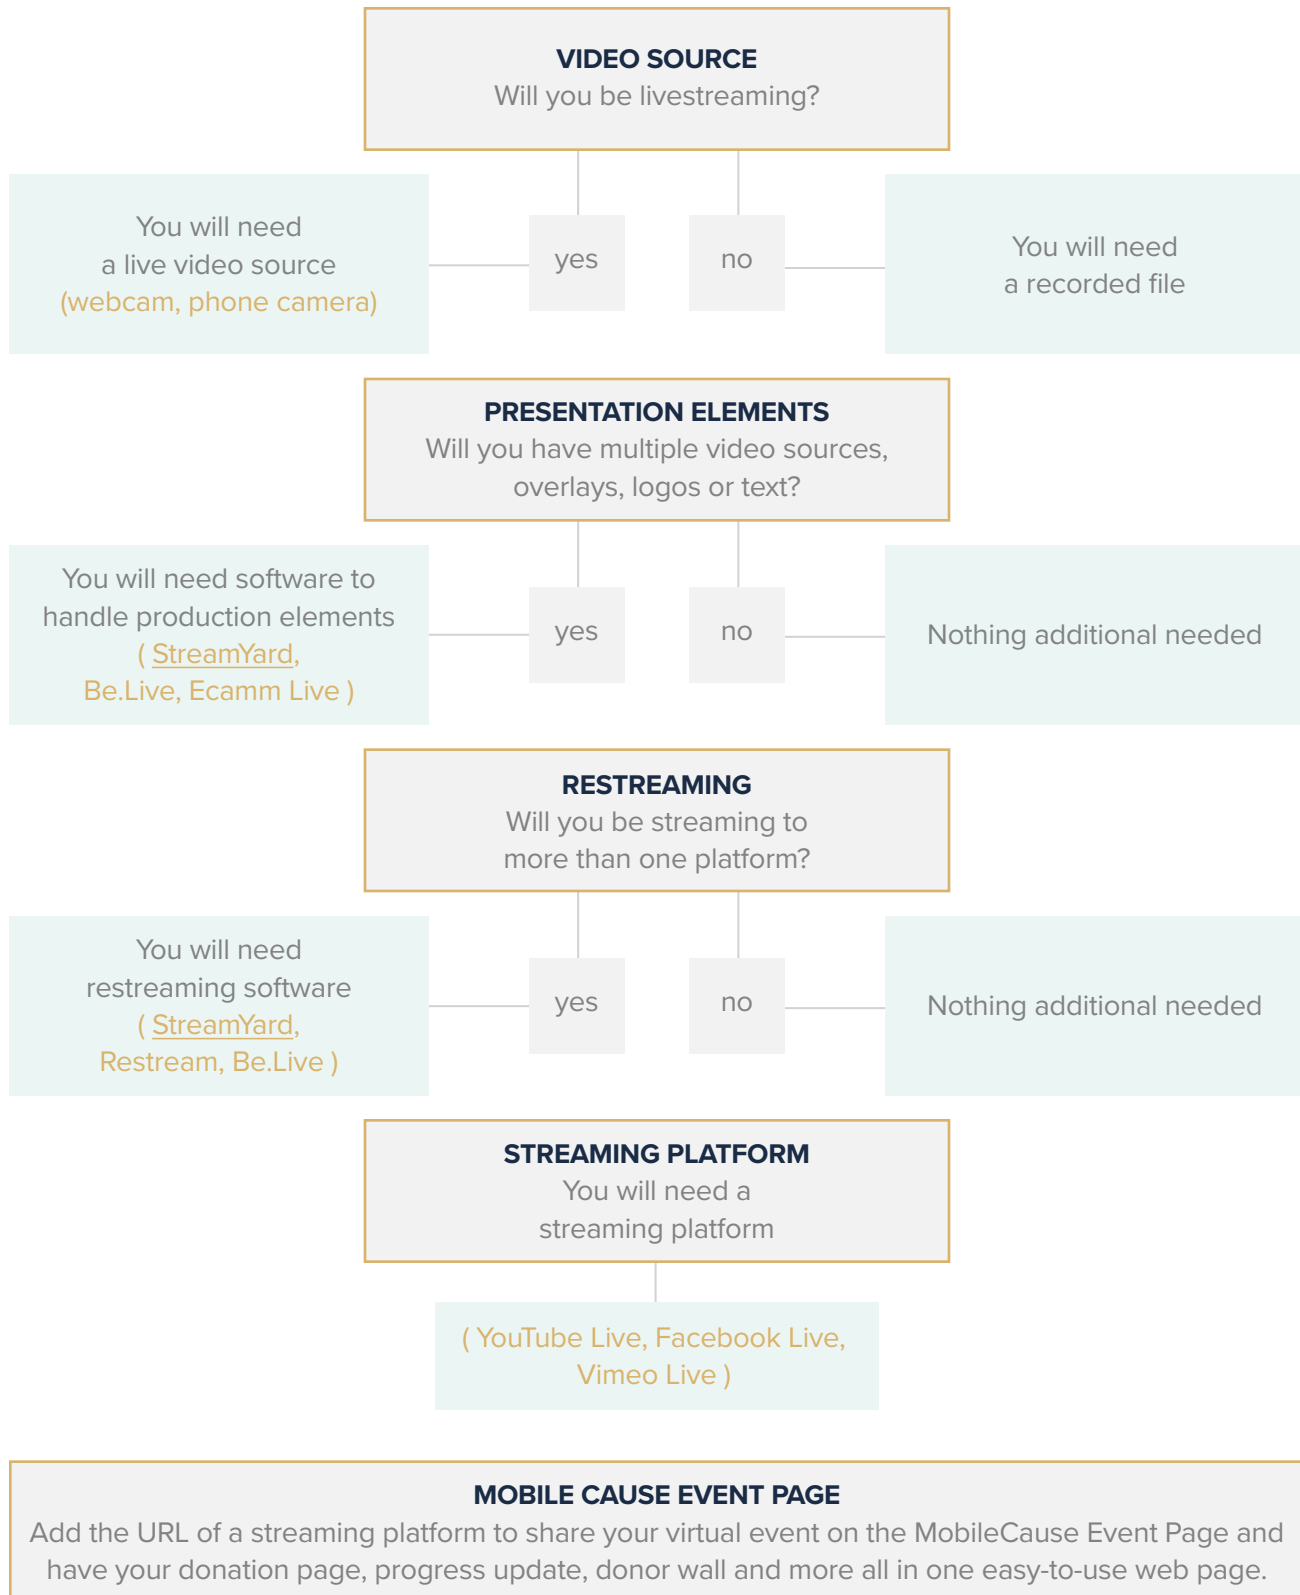 VIDEO SOURCE
Will you be livestreaming?
You will need
a live video source
(webcam, phone camera)
yes
no
You will need
a recorded file
PRESENTATION ELEMENTS
Will you have multiple video sources,
overlays, logos or text?
You will need software to
handle production elements
( StreamYard,
Be.Live, Ecamm Live )
yes
no
Nothing additional needed
RESTREAMING
Will you be streaming to
more than one platform?
You will need
restreaming software
( StreamYard,
Restream, Be.Live )
yes
no
Nothing additional needed
STREAMING PLATFORM
You will need a
streaming platform
( YouTube Live, Facebook Live,
Vimeo Live )
MOBILE CAUSE EVENT PAGE
Add the URL of a streaming platform to share your virtual event on the MobileCause Event Page and
have your donation page, progress update, donor wall and more all in one easy-to-use web page.